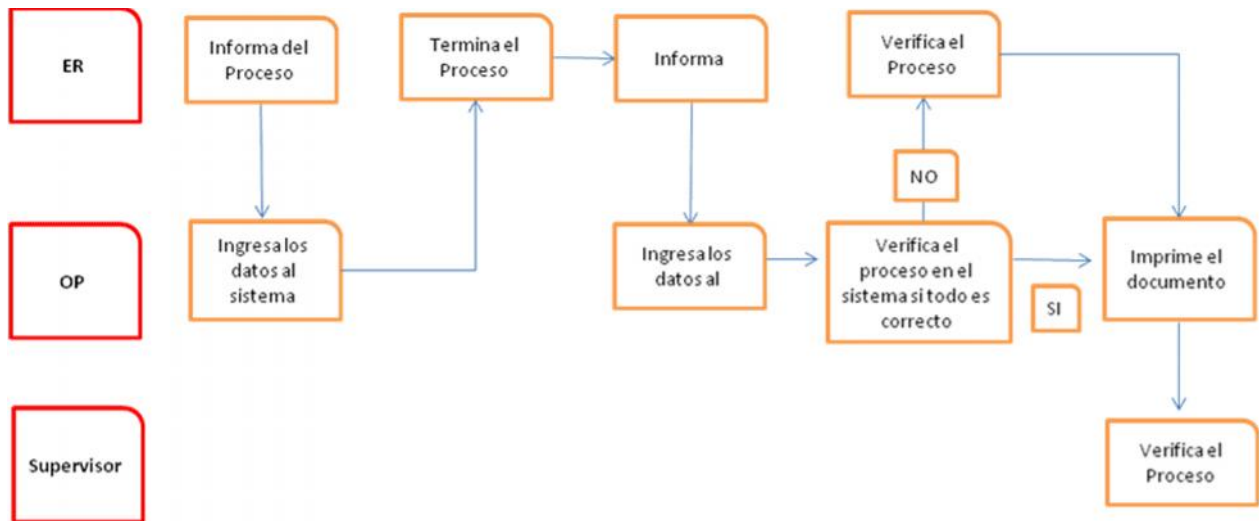 ER
Informa del
Proceso
Termina el
Proceso
Informa
Verifica el
Proceso
NO
OP
Ingresa los
datos al
sistema
Ingresa los
datos al
Verifica el
proceso en el
sistema si todo es
correcto
SI
Imprime el
documento
Supervisor
Verifica el
Proceso